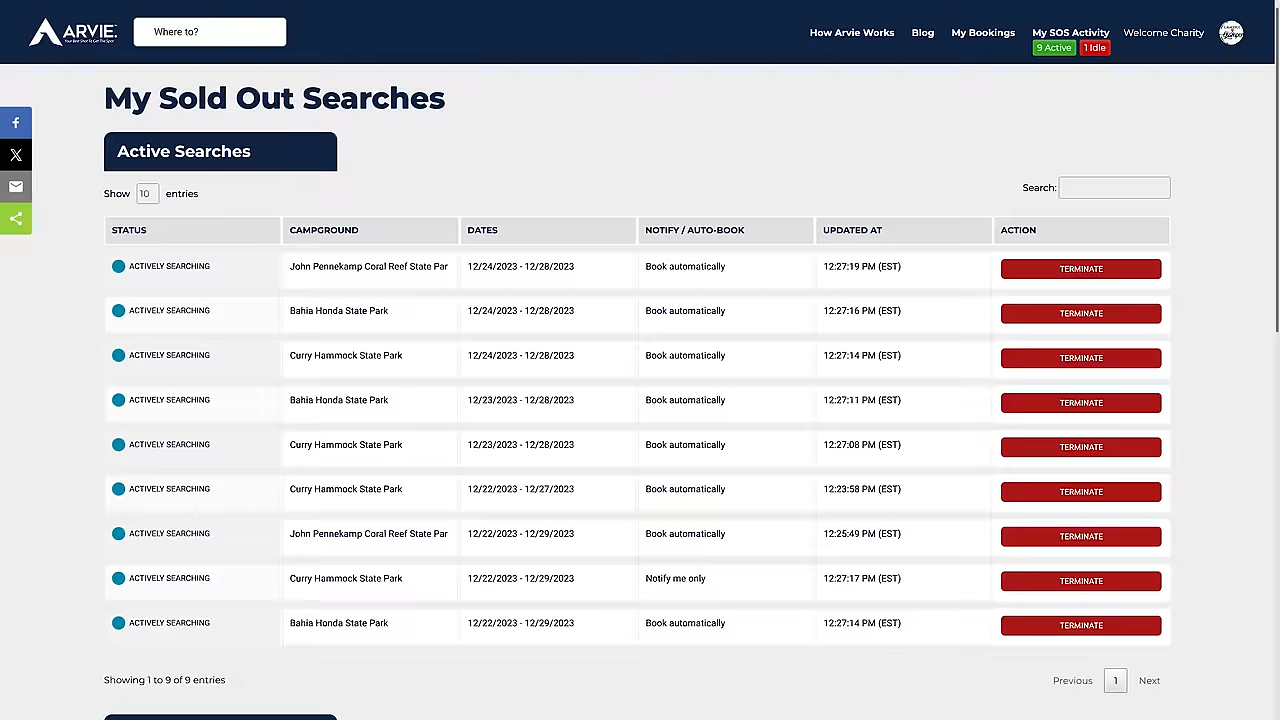 ARVIE.
Your Best Shot To Get The Spot
Where to?
How Arvie Works Blog My Bookings My SOS Activity Welcome Charity
9 Active 1 Idle
My Sold Out Searches
Active Searches
Show 10 entries
Search:
STATUS CAMPGROUND DATES NOTIFY / AUTO-BOOK UPDATED AT ACTION
ACTIVELY SEARCHING John Pennekamp Coral Reef State Par 12/24/2023 - 12/28/2023 Book automatically 12:27:19 PM (EST) TERMINATE
ACTIVELY SEARCHING Bahia Honda State Park 12/24/2023 - 12/28/2023 Book automatically 12:27:16 PM (EST) TERMINATE
ACTIVELY SEARCHING Curry Hammock State Park 12/24/2023 - 12/28/2023 Book automatically 12:27:14 PM (EST) TERMINATE
ACTIVELY SEARCHING Bahia Honda State Park 12/23/2023 - 12/28/2023 Book automatically 12:27:11 PM (EST) TERMINATE
ACTIVELY SEARCHING Curry Hammock State Park 12/23/2023 - 12/28/2023 Book automatically 12:27:08 PM (EST) TERMINATE
ACTIVELY SEARCHING Curry Hammock State Park 12/22/2023 - 12/27/2023 Book automatically 12:23:58 PM (EST) TERMINATE
ACTIVELY SEARCHING John Pennekamp Coral Reef State Par 12/22/2023 - 12/29/2023 Book automatically 12:25:49 PM (EST) TERMINATE
ACTIVELY SEARCHING Curry Hammock State Park 12/22/2023 - 12/29/2023 Notify me only 12:27:17 PM (EST) TERMINATE
ACTIVELY SEARCHING Bahia Honda State Park 12/22/2023 - 12/29/2023 Book automatically 12:27:14 PM (EST) TERMINATE
Showing 1 to 9 of 9 entries
Previous 1 Next